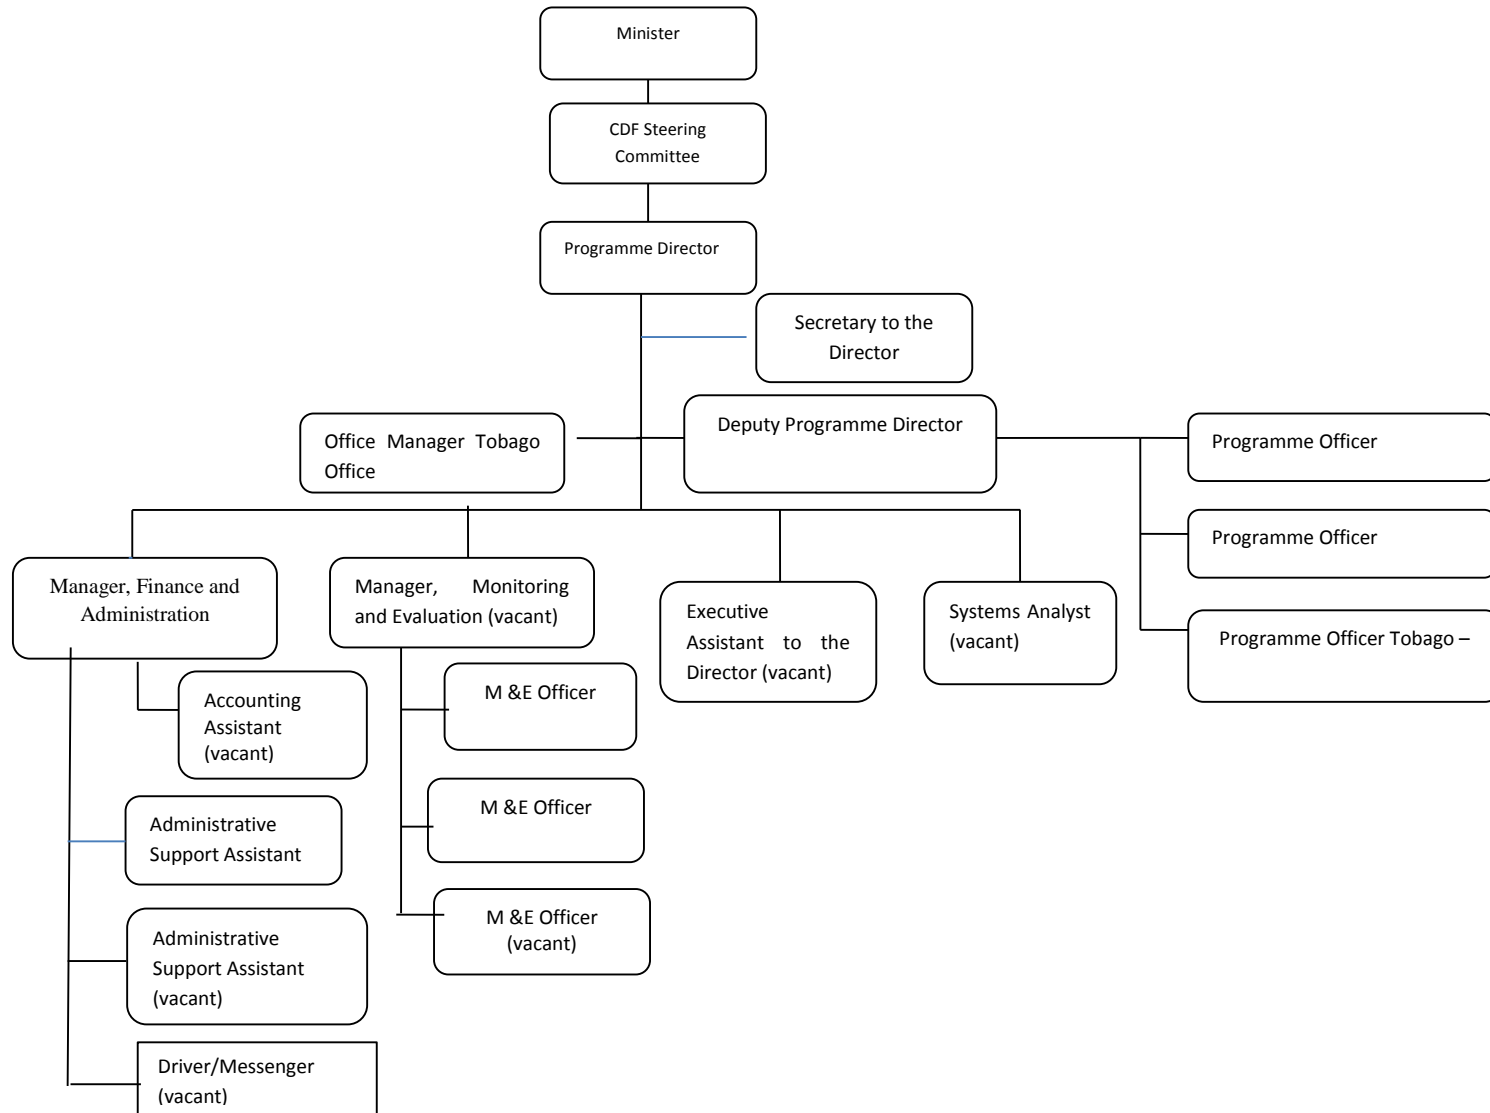 Minister
CDF Steering
Committee
Programme Director
Secretary to the
Director
Office Manager Tobago
Office
Deputy Programme Director
Programme Officer
Programme Officer
Programme Officer Tobago –
Manager, Finance and
Administration
Manager, Monitoring
and Evaluation (vacant)
Executive
Assistant to the
Director (vacant)
Systems Analyst
(vacant)
Accounting
Assistant
(vacant)
Administrative
Support Assistant
Administrative
Support Assistant
(vacant)
Driver/Messenger
(vacant)
M &E Officer
M &E Officer
M &E Officer
(vacant)